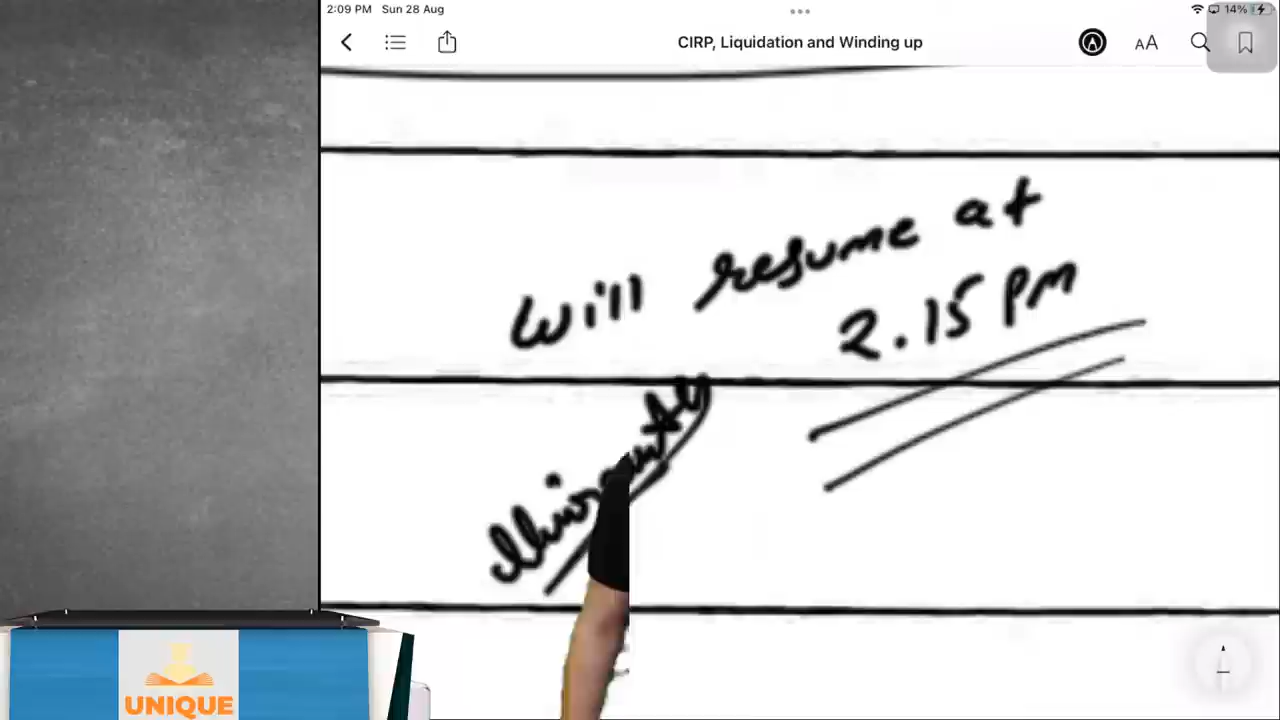 2:09 PM Sun 28 Aug
14%
CIRP, Liquidation and Winding up
AA
will resume at
2.15 pm
UNIQUE